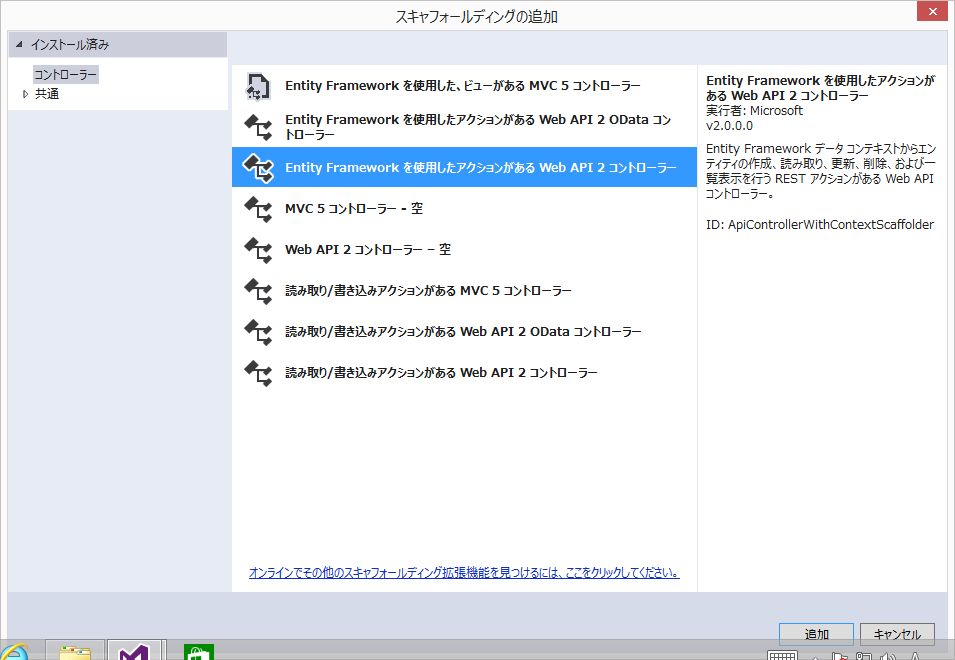 スキャフォールディングの追加
インストール済み
コントローラー
共通
Entity Framework を使用した、ビューがある MVC 5 コントローラー
Entity Framework を使用したアクションがある Web API 2 OData コン
トローラー
Entity Framework を使用したアクションがある Web API 2 コントローラー
MVC 5 コントローラー - 空
Web API 2 コントローラー – 空
読み取り/書き込みアクションがある MVC 5 コントローラー
読み取り/書き込みアクションがある Web API 2 OData コントローラー
読み取り/書き込みアクションがある Web API 2 コントローラー
オンラインでその他のスキャフォールディング拡張機能を見つけるには、ここをクリックしてください。
Entity Framework を使用したアクションが
ある Web API 2 コントローラー
実行者: Microsoft
v2.0.0.0
Entity Framework データ コンテキストからエン
ティティの作成、読み取り、更新、削除、および一
覧表示を行う REST アクションがある Web API
コントローラー。
ID: ApiControllerWithContextScaffolder
追加
キャンセル